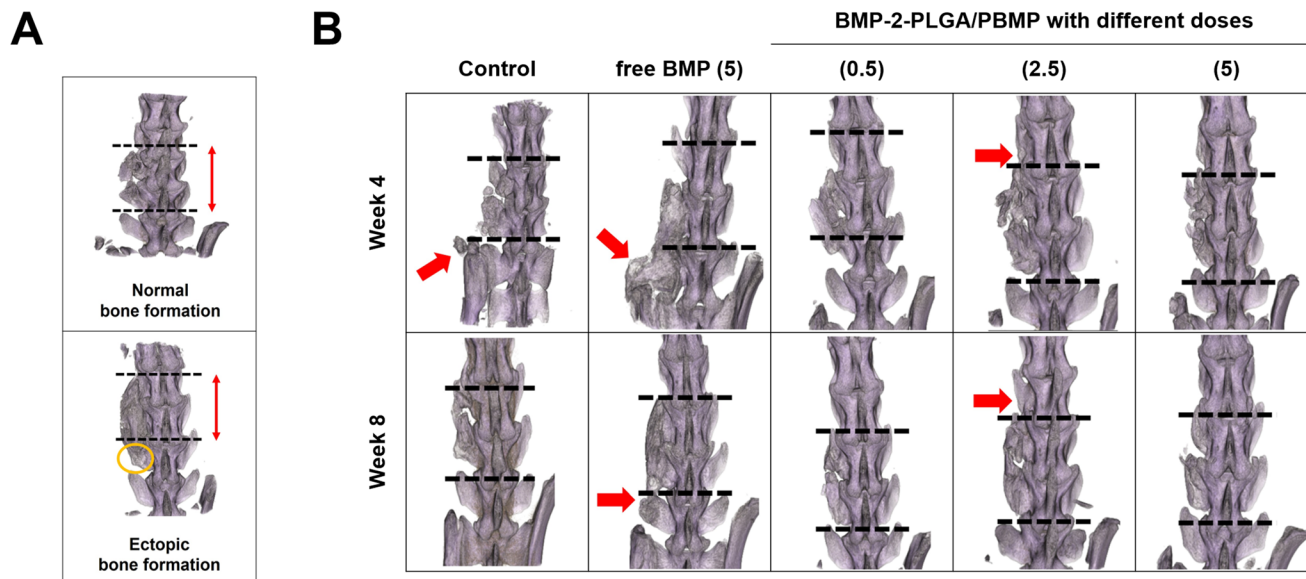 A
Normal
bone formation
Ectopic
bone formation
B
BMP-2-PLGA/PBMP with different doses
Control
free BMP (5)
(0.5)
(2.5)
(5)
Week 4
Week 8